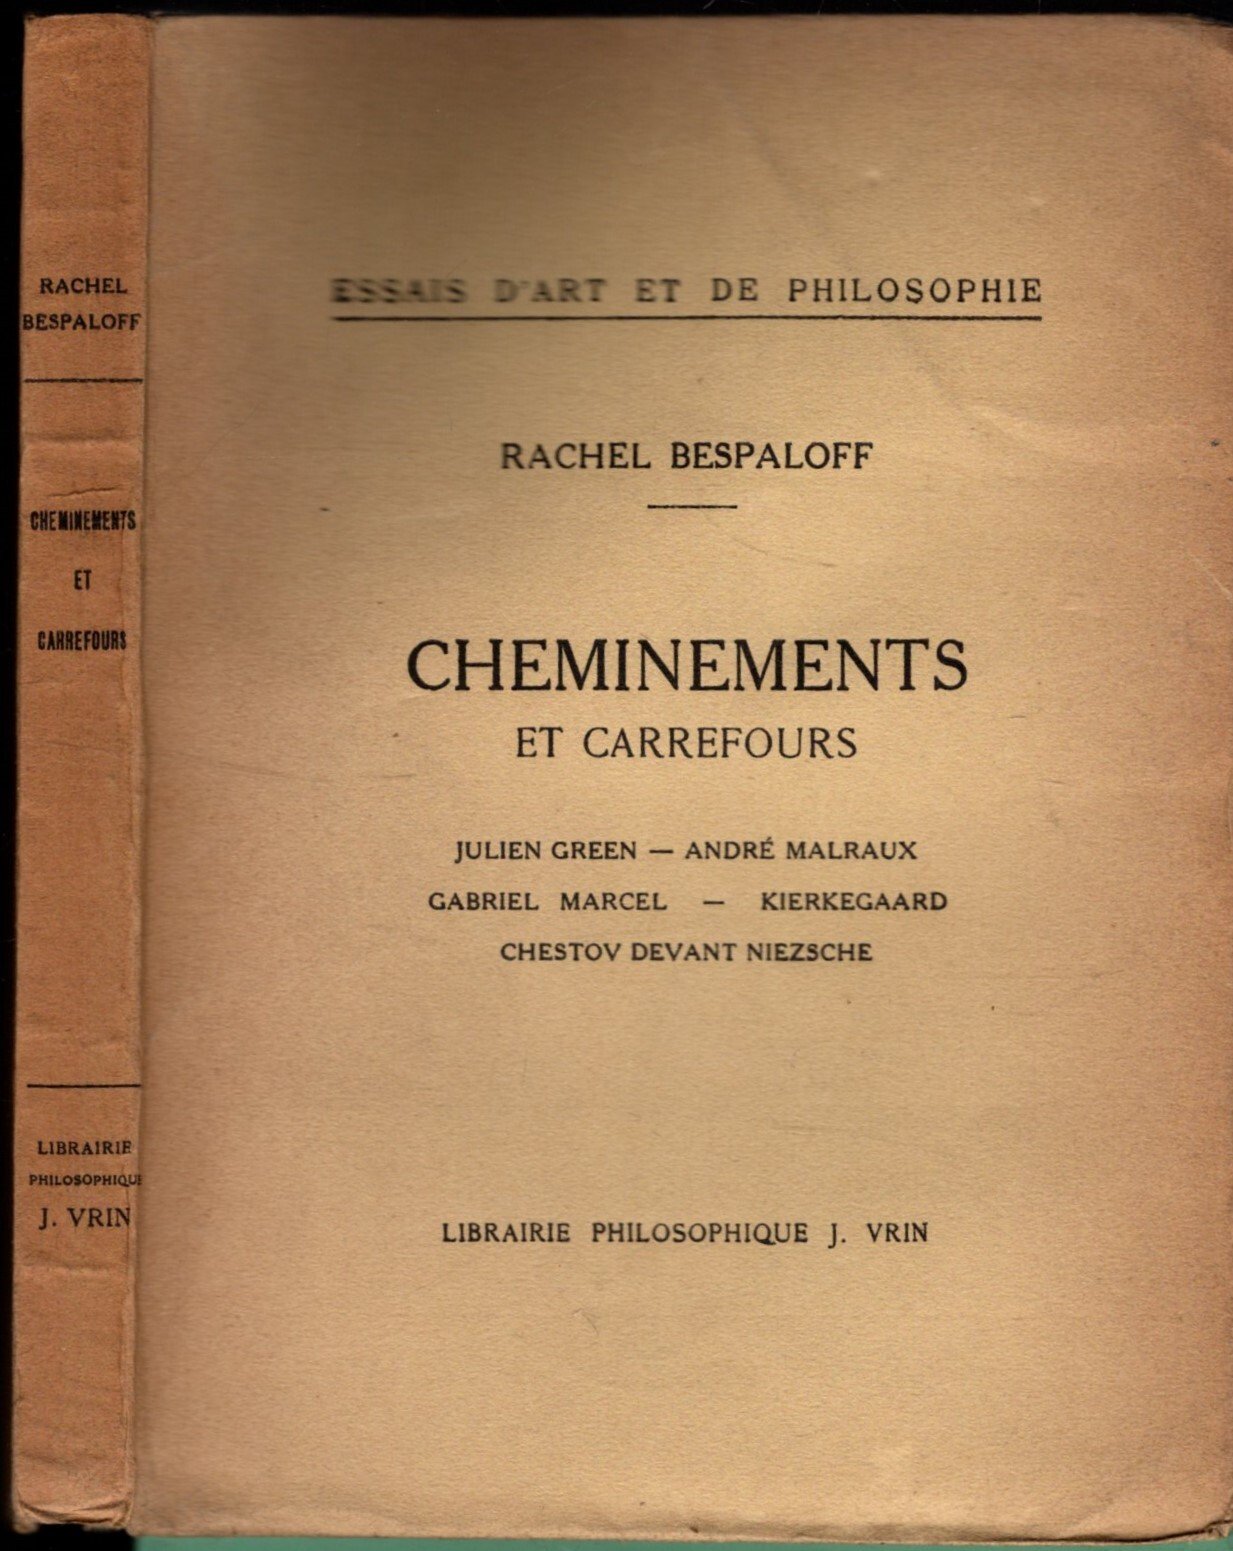 RACHEL
BESPALOFF
CHEMINEMENTS
ET
CARREFOURS
LIBRAIRIE
PHILOSOPHIQUE
J. VRIN
ESSAIS D'ART ET DE PHILOSOPHIE
RACHEL BESPALOFF
CHEMINEMENTS
ET CARREFOURS
JULIEN GREEN — ANDRÉ MALRAUX
GABRIEL MARCEL — KIERKEGAARD
CHESTOV DEVANT NIEZSCHE
LIBRAIRIE PHILOSOPHIQUE J. VRIN